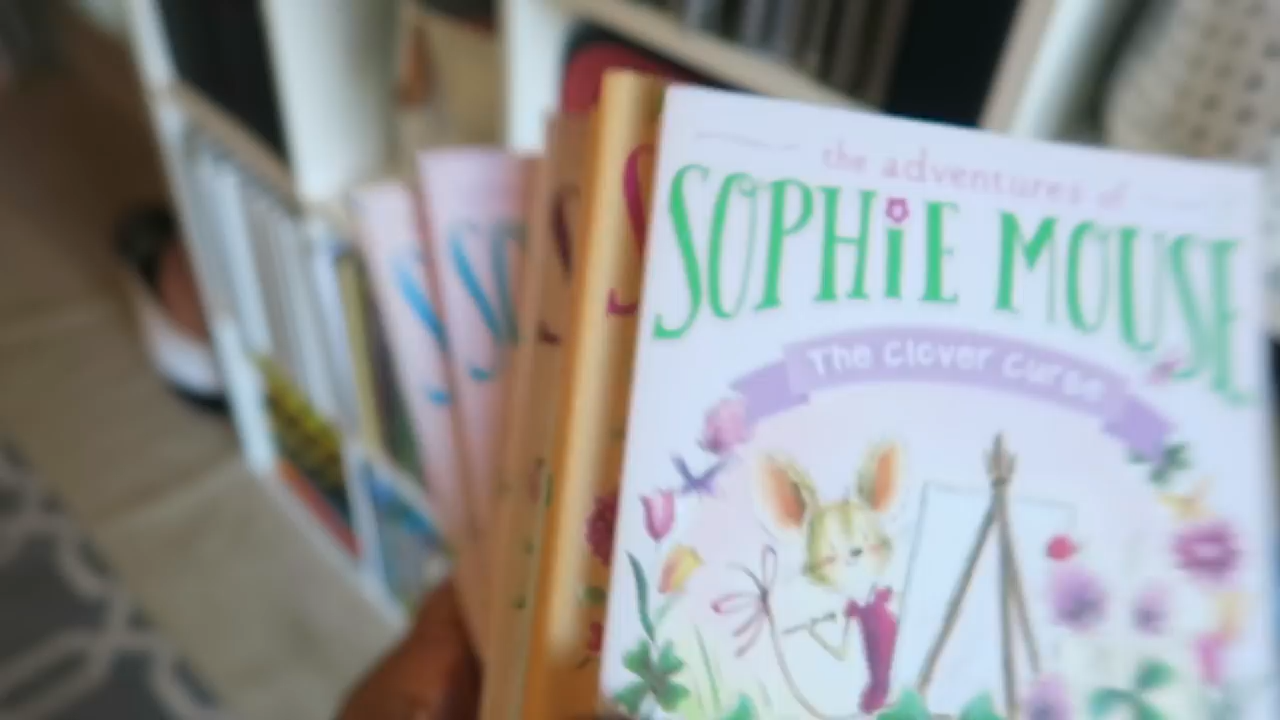 the adventures of
SOPHiE MOUSE
The Clover Curse
S
S